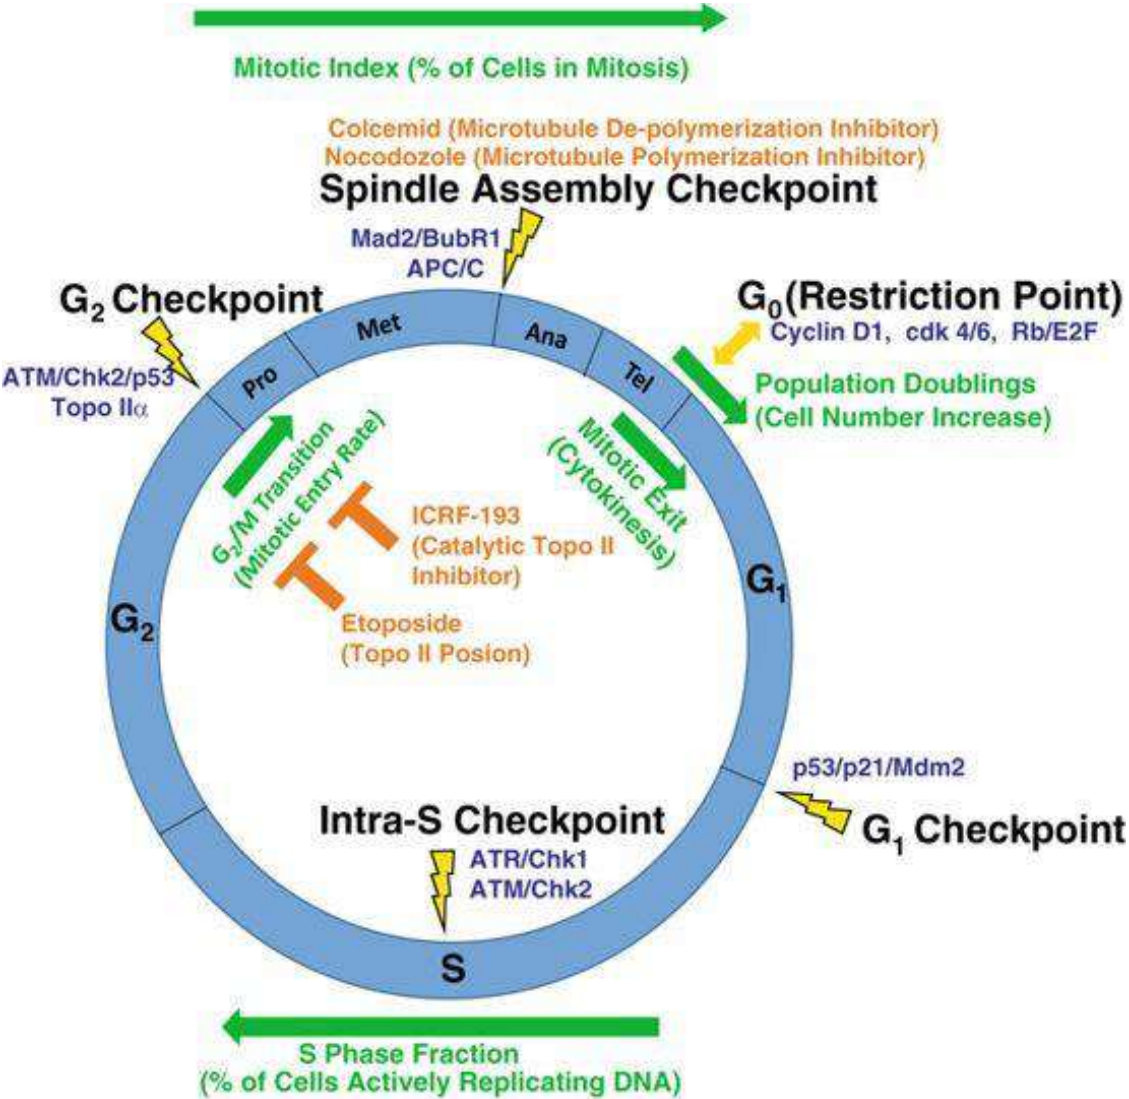 Mitotic Index (% of Cells in Mitosis)
Colcemid (Microtubule De-polymerization Inhibitor)
Nocodozole (Microtubule Polymerization Inhibitor)
Spindle Assembly Checkpoint
Mad2/BubR1
APC/C
G₂ Checkpoint
ATM/Chk2/p53
Topo IIα
G₀(Restriction Point)
Cyclin D1, cdk 4/6, Rb/E2F
Population Doublings
(Cell Number Increase)
Pro
Met
Ana
Tel
G₂/M Transition
(Mitotic Entry Rate)
Mitotic Exit
(Cytokinesis)
ICRF-193
(Catalytic Topo II
Inhibitor)
Etoposide
(Topo II Posion)
G₂
G₁
p53/p21/Mdm2
G₁ Checkpoint
Intra-S Checkpoint
ATR/Chk1
ATM/Chk2
S
S Phase Fraction
(% of Cells Actively Replicating DNA)